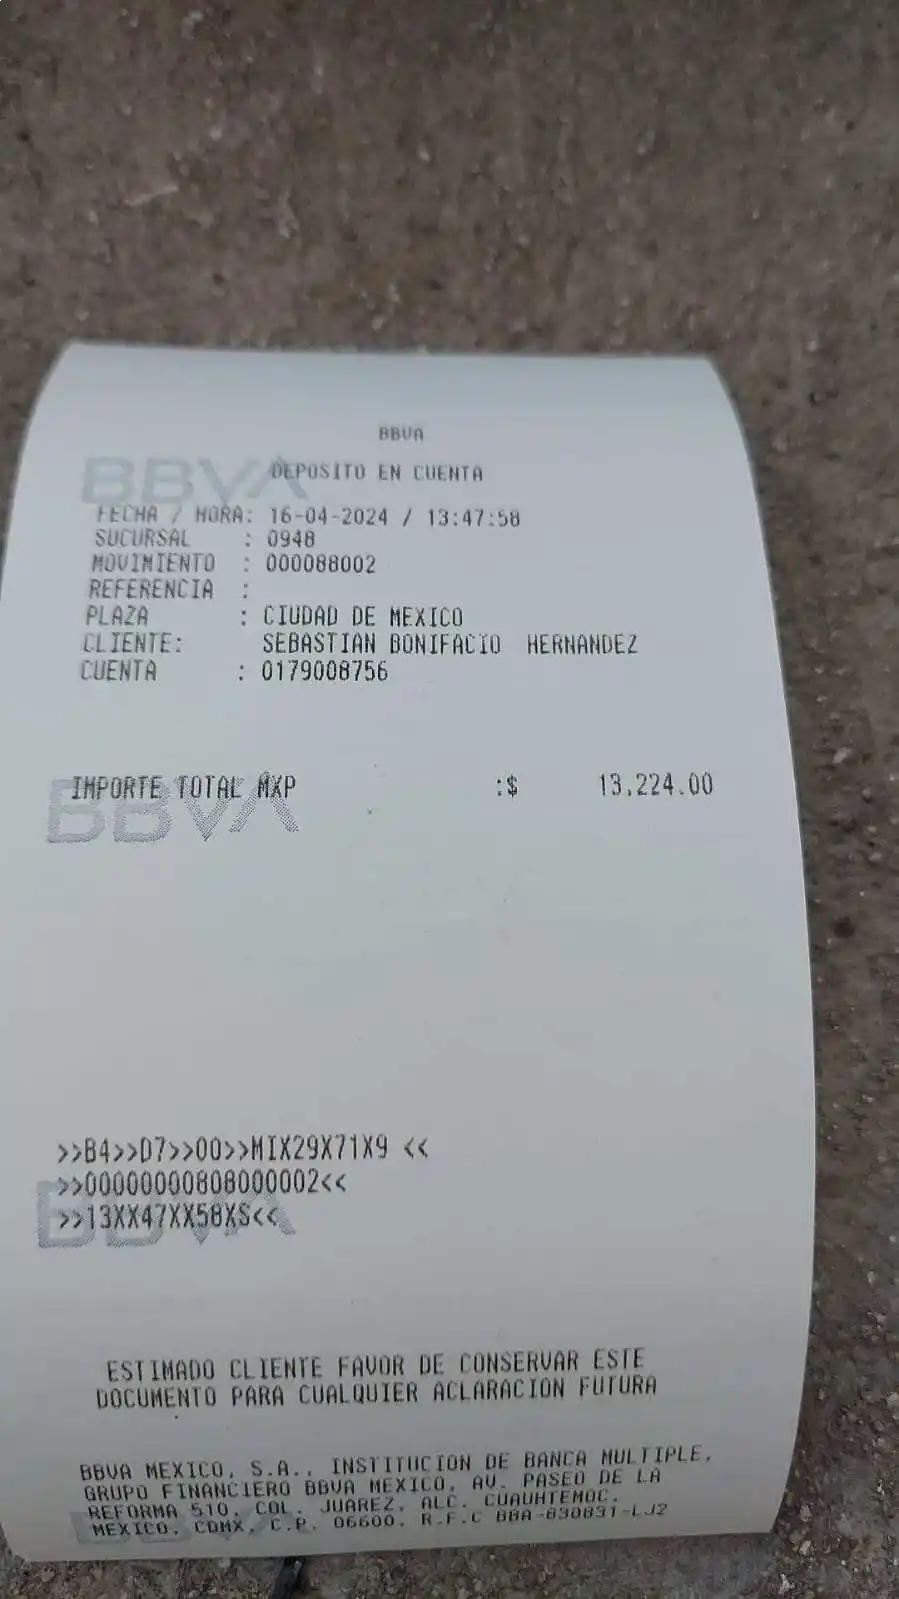 BBVA
DEPOSITO EN CUENTA
BBVA
FECHA / HORA: 16-04-2024 / 13:47:58
SUCURSAL : 0948
MOVIMIENTO : 000088002
REFERENCIA :
PLAZA : CIUDAD DE MEXICO
CLIENTE: SEBASTIAN BONIFACIO HERNANDEZ
CUENTA : 0179008756
IMPORTE TOTAL MXP :$ 13,224.00
BBVA
>>B4>>D7>>00>>MIX29X71X9 <<
>>00000000808000002<<
>>13XX47XX58XS<<
BBVA
ESTIMADO CLIENTE FAVOR DE CONSERVAR ESTE
DOCUMENTO PARA CUALQUIER ACLARACION FUTURA
BBVA MEXICO, S.A., INSTITUCION DE BANCA MULTIPLE,
GRUPO FINANCIERO BBVA MEXICO, AV. PASEO DE LA
REFORMA 510, COL. JUAREZ, ALC. CUAUHTEMOC,
MEXICO, CDMX, C.P. 06600. R.F.C BBA-830831-LJ2
BBVA